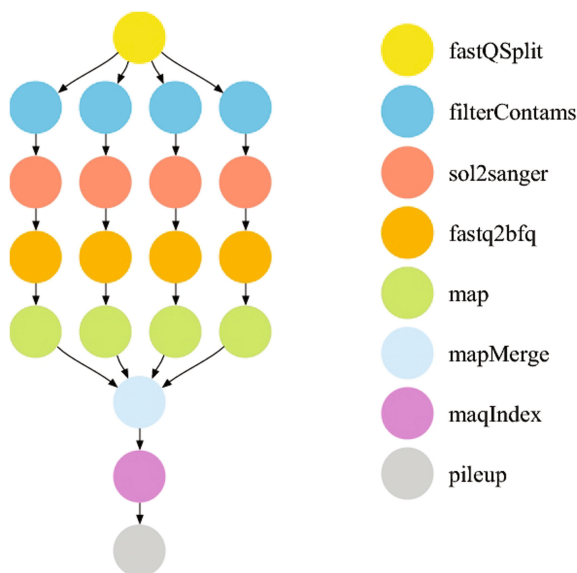 fastQSplit
filterContams
sol2sanger
fastq2bfq
map
mapMerge
maqIndex
pileup